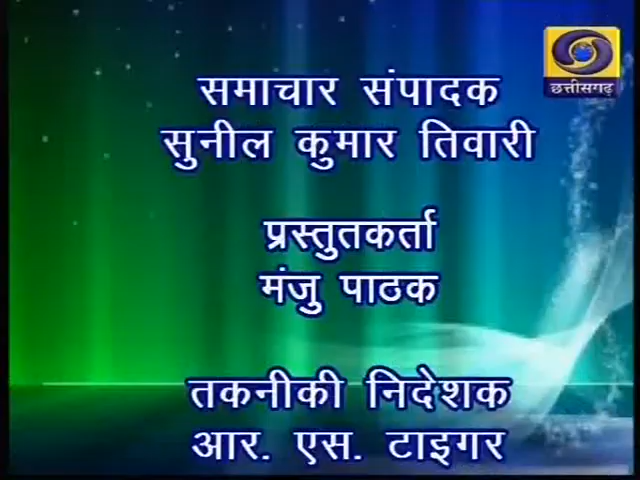 छत्तीसगढ़
समाचार संपादक
सुनील कुमार तिवारी
प्रस्तुतकर्ता
मंजु पाठक
तकनीकी निदेशक
आर. एस. टाइगर